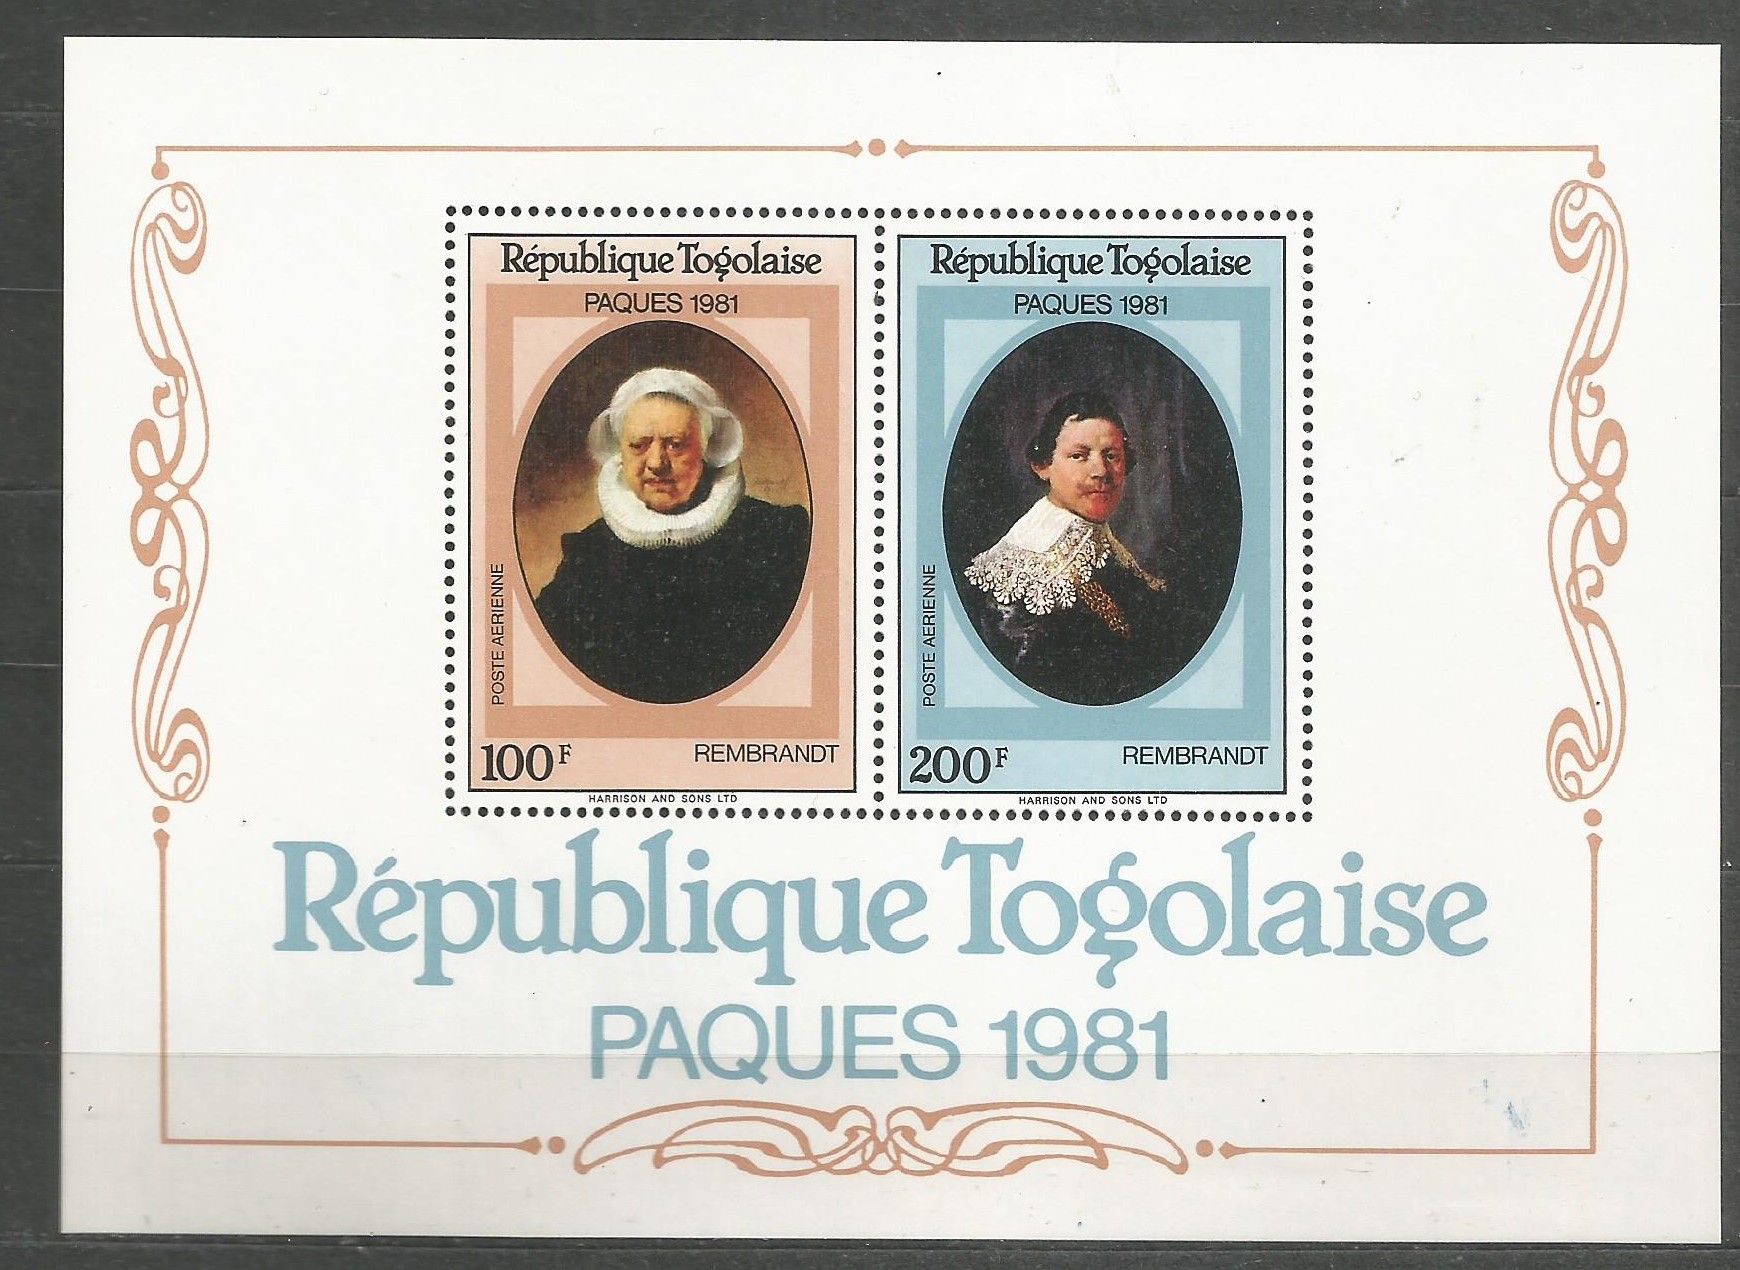 République Togolaise
PAQUES 1981
POSTE AERIENNE
100F
REMBRANDT
HARRISON AND SONS LTD
République Togolaise
PAQUES 1981
POSTE AERIENNE
200F
REMBRANDT
HARRISON AND SONS LTD
République Togolaise
PAQUES 1981